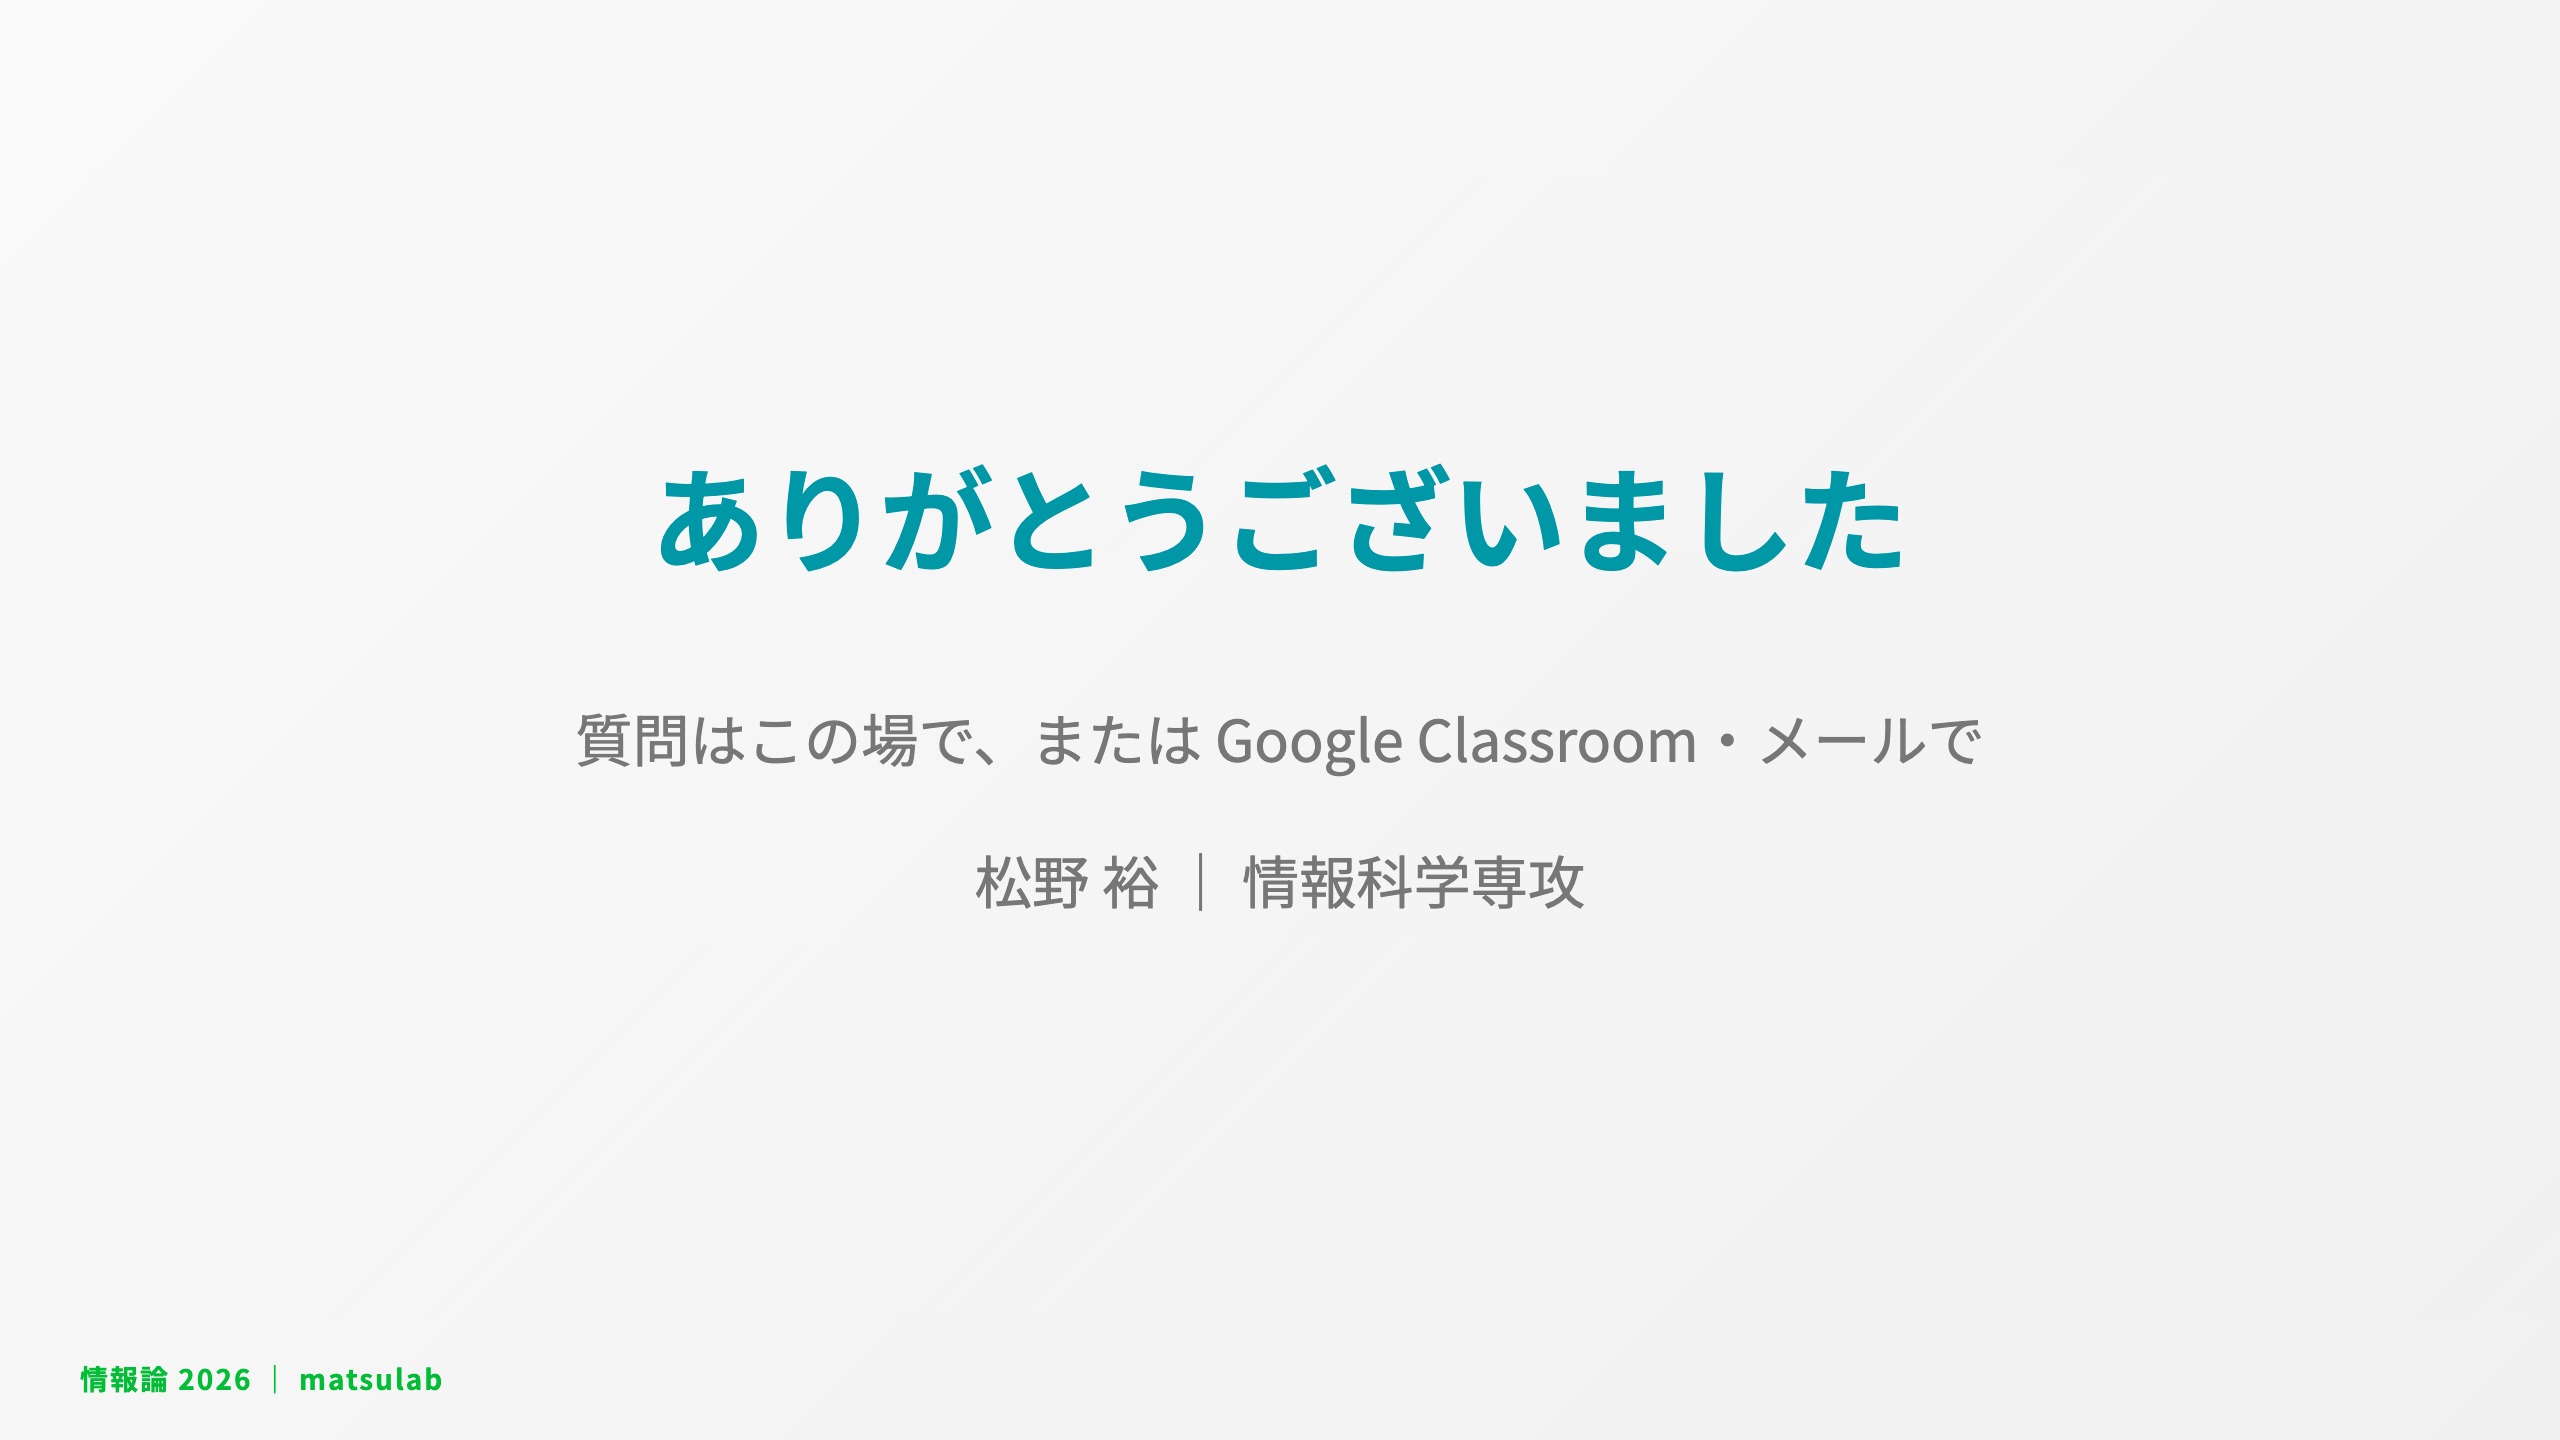 ありがとうございました
質問はこの場で、または Google Classroom・メールで
松野 裕 ｜ 情報科学専攻
情報論 2026 ｜ matsulab